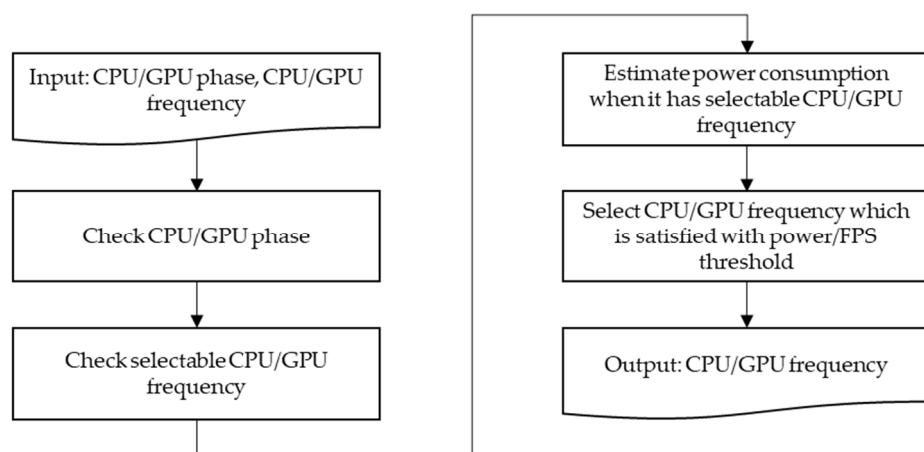 Input: CPU/GPU phase, CPU/GPU
frequency
Check CPU/GPU phase
Check selectable CPU/GPU
frequency
Estimate power consumption
when it has selectable CPU/GPU
frequency
Select CPU/GPU frequency which
is satisfied with power/FPS
threshold
Output: CPU/GPU frequency